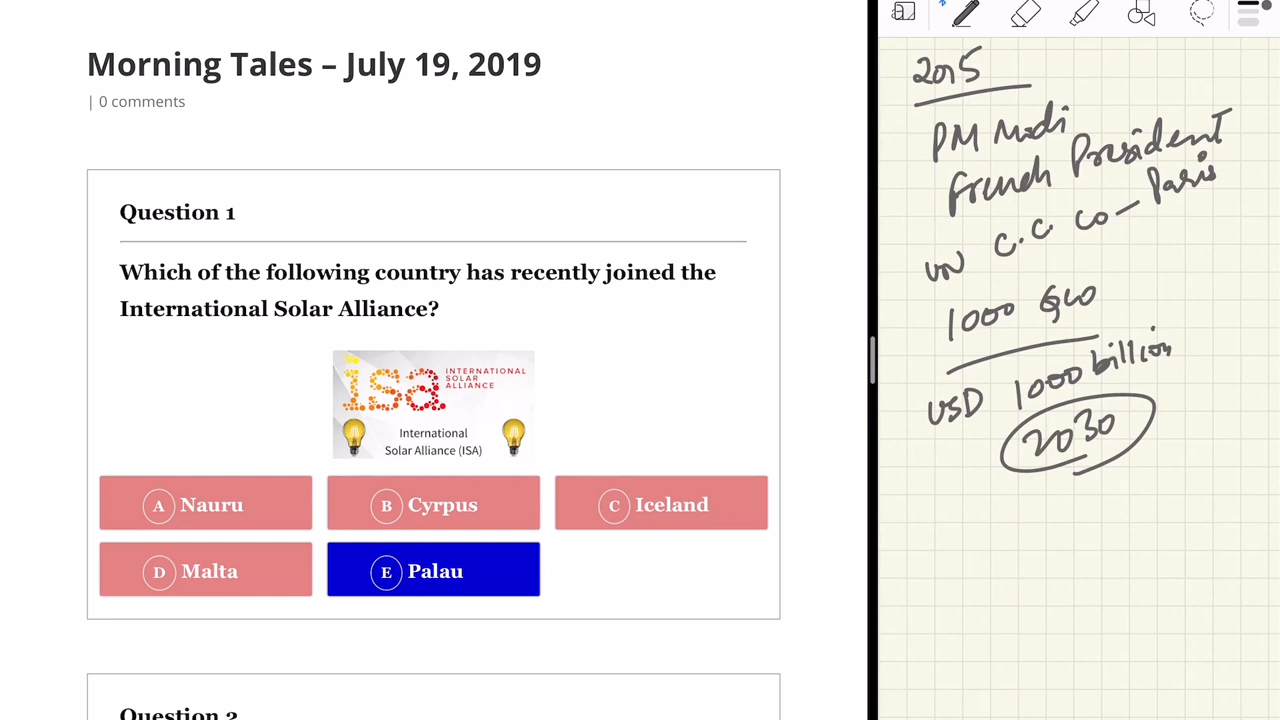 Morning Tales – July 19, 2019
| 0 comments
Question 1
Which of the following country has recently joined the
International Solar Alliance?
isa INTERNATIONAL
SOLAR
ALLIANCE
International
Solar Alliance (ISA)
A Nauru
B Cyrpus
C Iceland
D Malta
E Palau
Question 2
2015
PM Modi
French President
UN C.C Co – Paris
1000 GW
USD 1000 billion
2030